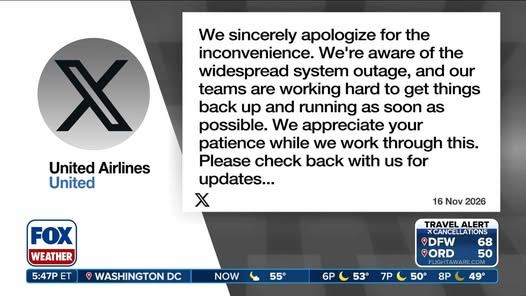 We sincerely apologize for the
inconvenience. We're aware of the
widespread system outage, and our
teams are working hard to get things
back up and running as soon as
possible. We appreciate your
patience while we work through this.
Please check back with us for
updates...
16 Nov 2026
United Airlines
United
FOX
WEATHER
TRAVEL ALERT
CANCELLATIONS
DFW 68
ORD 50
FLIGHTAWARE.COM
5:47P ET WASHINGTON DC NOW 55° 6P 53° 7P 50° 8P 49°